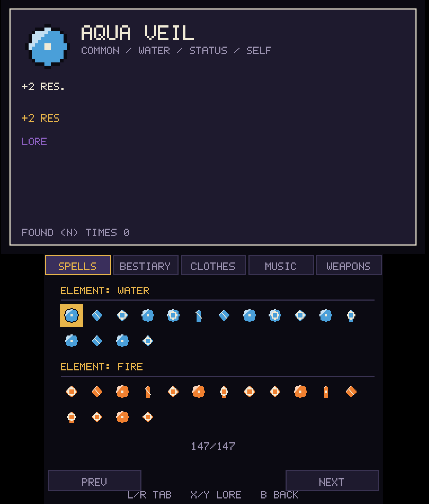 AQUA VEIL
COMMON / WATER / STATUS / SELF
+2 RES.
+2 RES
LORE
FOUND (N) TIMES 0
SPELLS BESTIARY CLOTHES MUSIC WEAPONS
ELEMENT: WATER
ELEMENT: FIRE
147/147
PREV NEXT
L/R TAB X/Y LORE B BACK